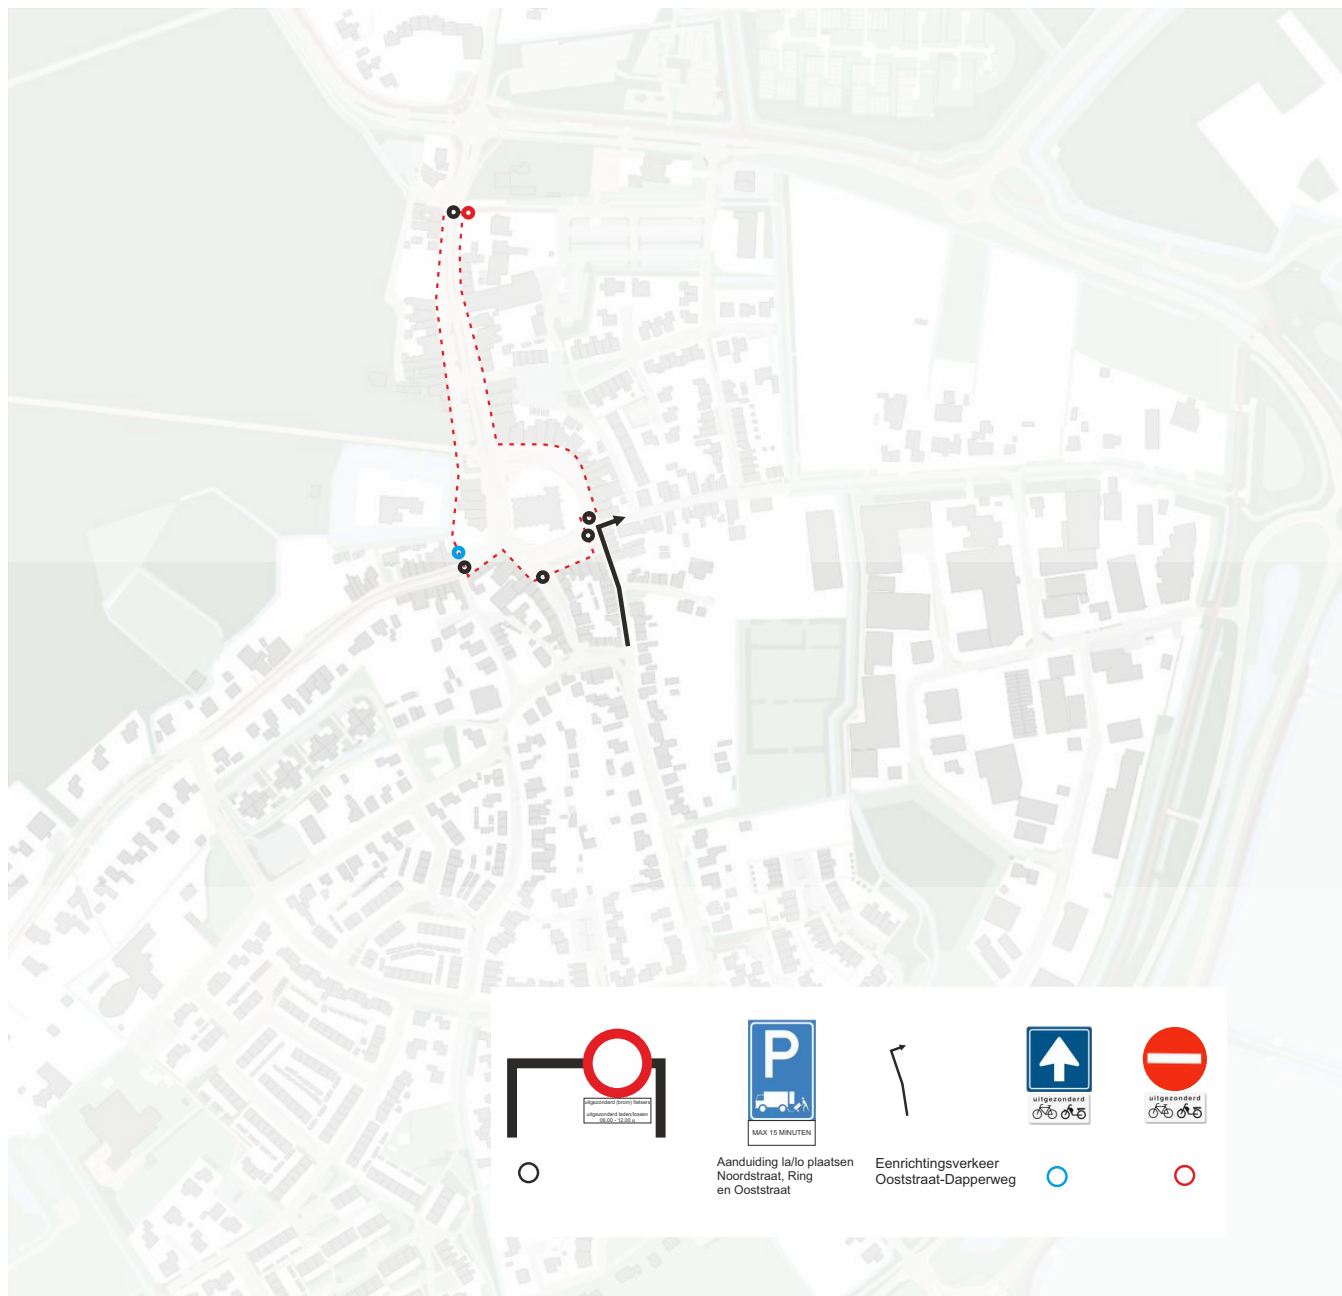 uitgezonderd (brom) fietsers
uitgezonderd laden/lossen
06.00 - 12.00 u
P
MAX 15 MINUTEN
Aanduiding la/lo plaatsen
Noordstraat, Ring
en Ooststraat
Eenrichtingsverkeer
Ooststraat-Dapperweg
uitgezonderd
uitgezonderd